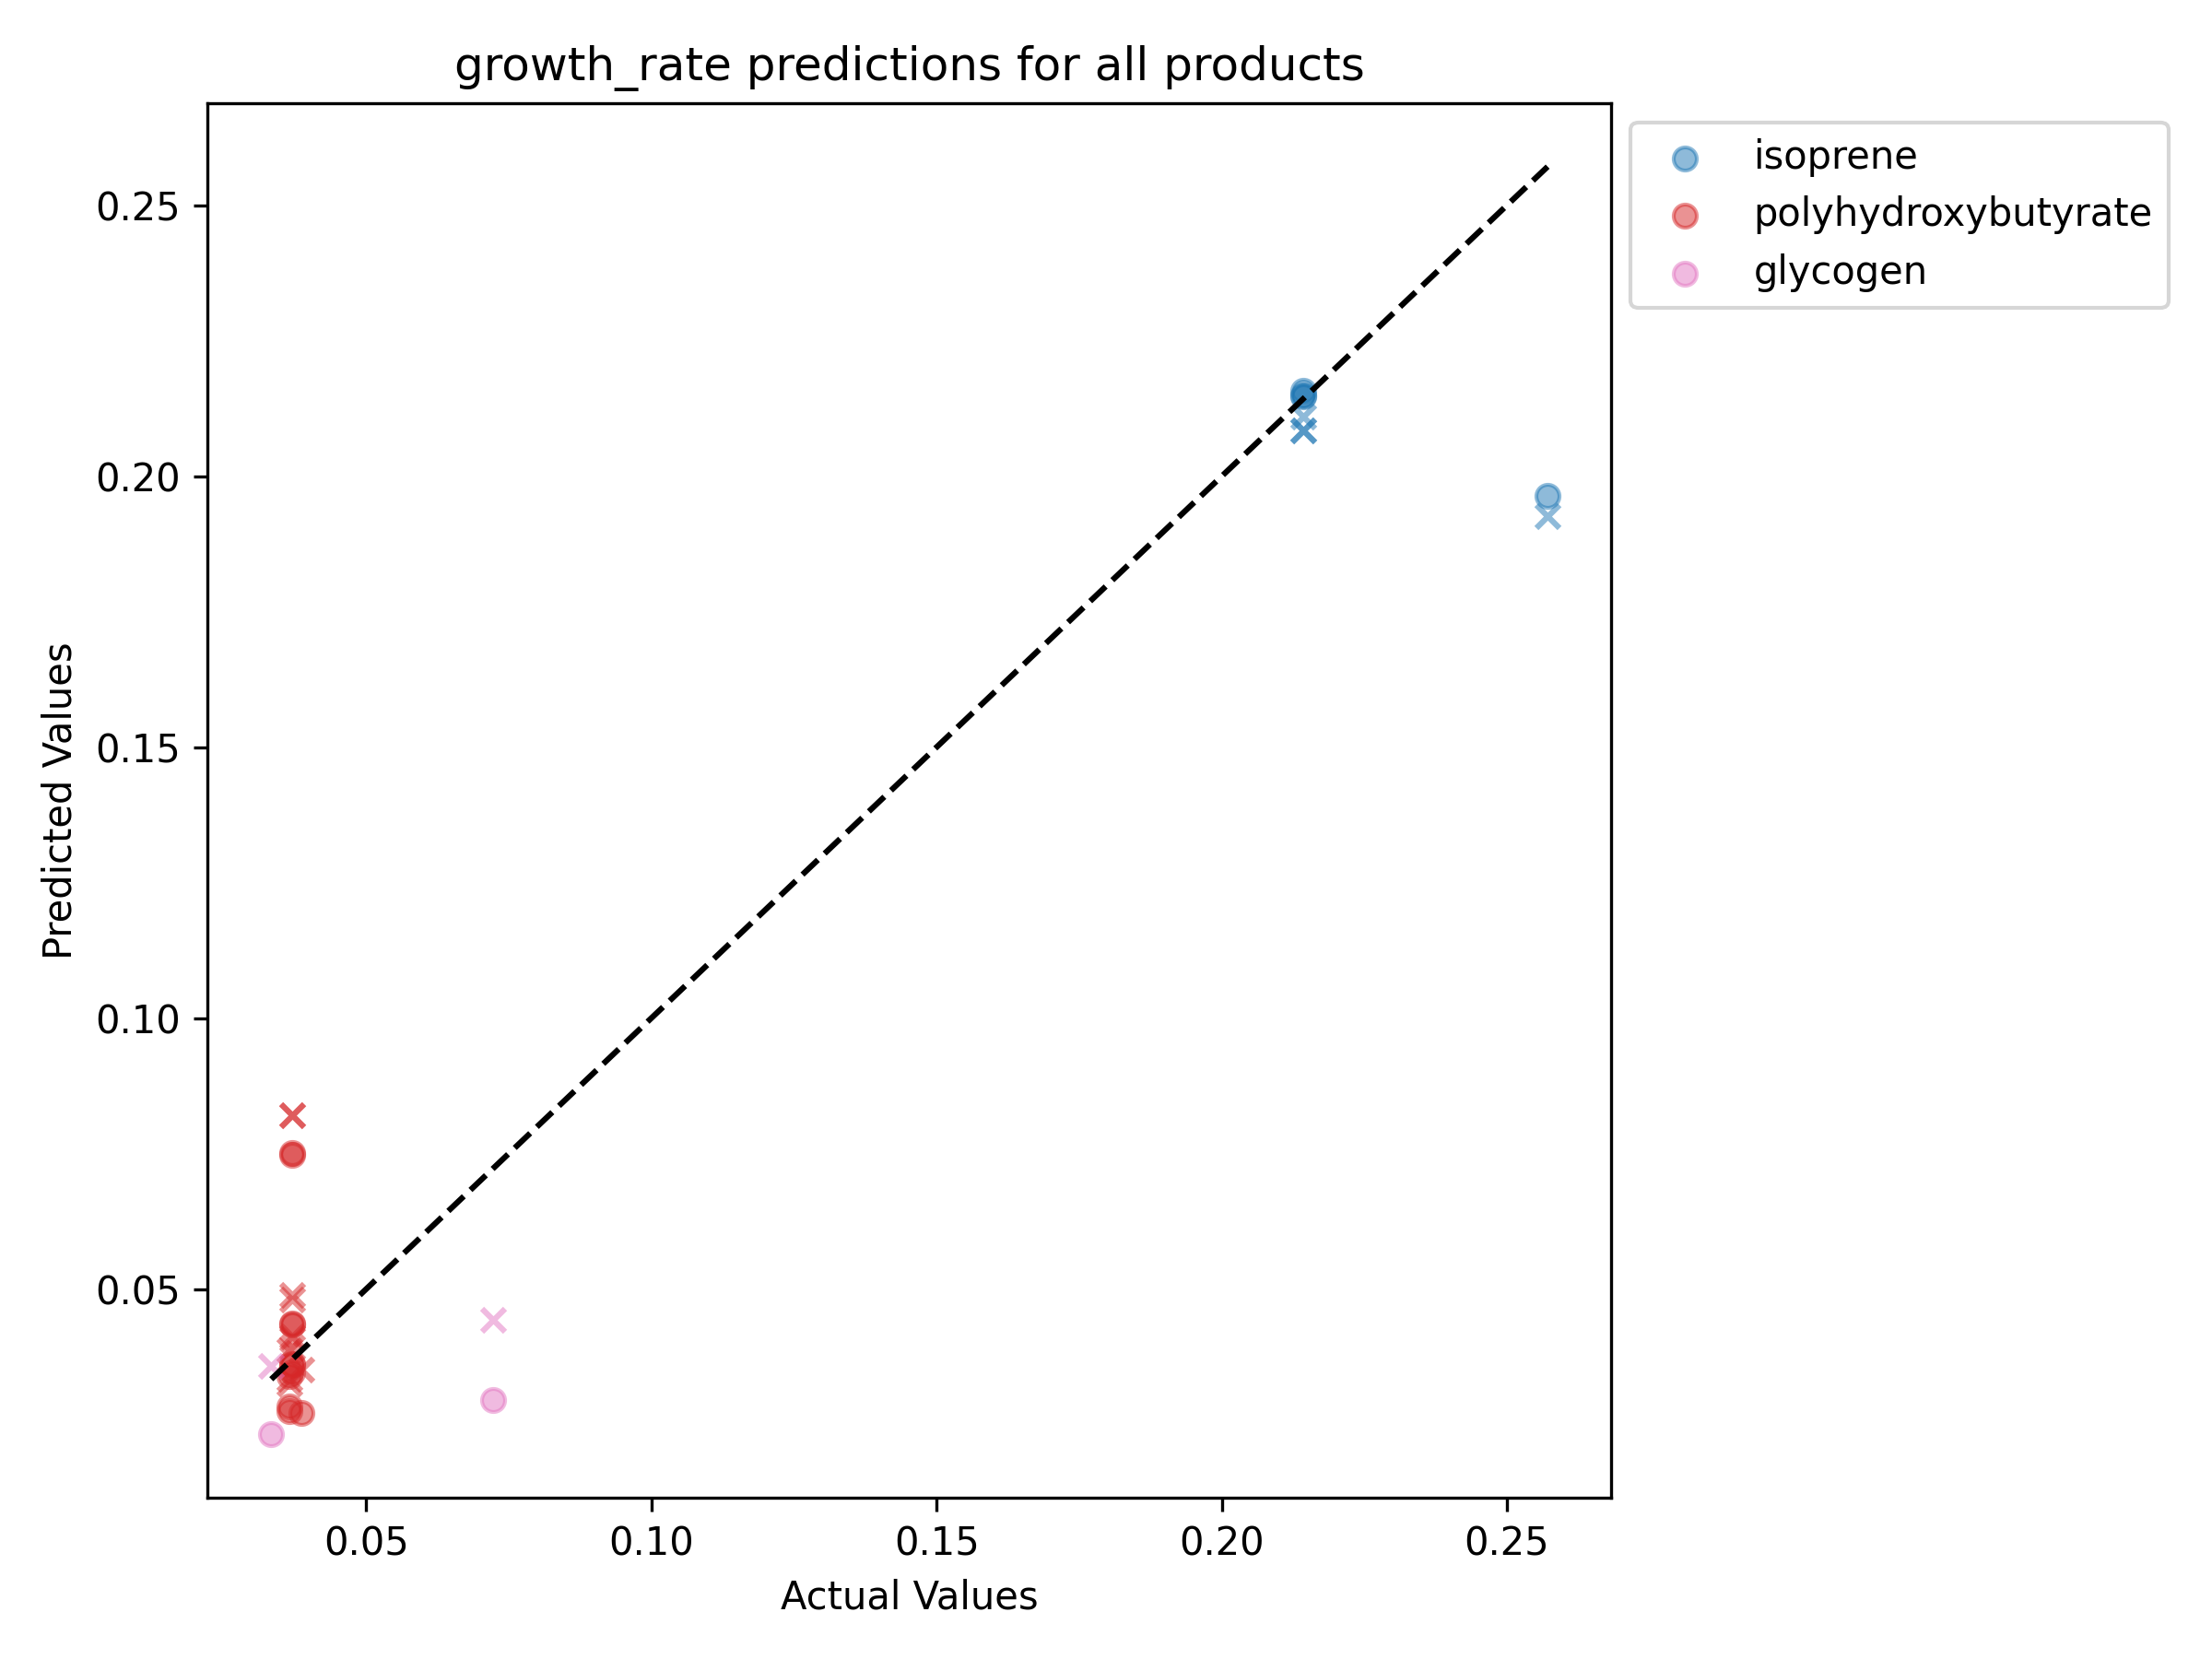 growth_rate predictions for all products
isoprene
polyhydroxybutyrate
glycogen
Predicted Values
0.25
0.20
0.15
0.10
0.05
0.05 0.10 0.15 0.20 0.25
Actual Values